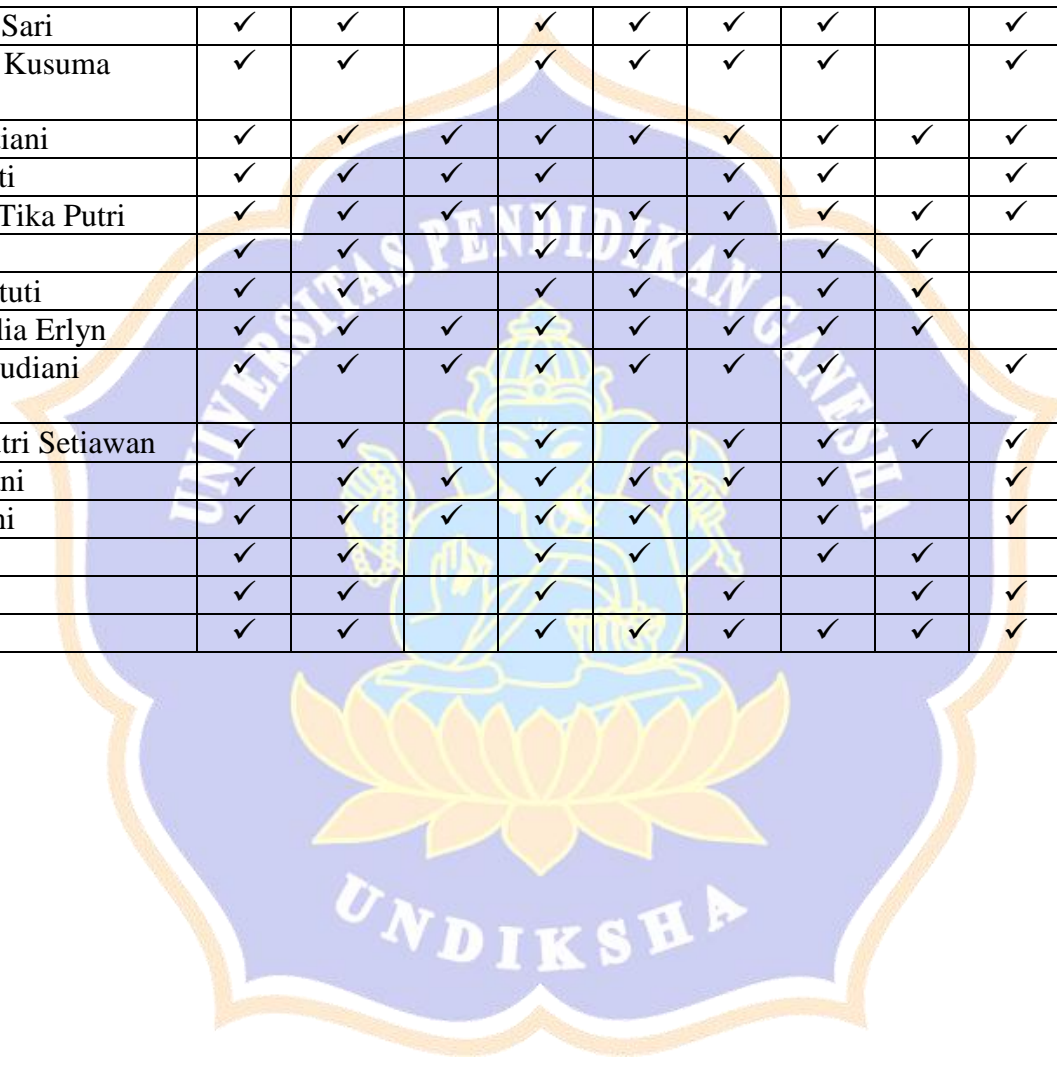 Sari ✓ ✓ ✓ ✓ ✓ ✓ ✓
Kusuma ✓ ✓ ✓ ✓ ✓ ✓ ✓
iani ✓ ✓ ✓ ✓ ✓ ✓ ✓ ✓ ✓
ti ✓ ✓ ✓ ✓ ✓ ✓ ✓
Tika Putri ✓ ✓ ✓ ✓ ✓ ✓ ✓ ✓ ✓
✓ ✓ ✓ ✓ ✓ ✓ ✓
tuti ✓ ✓ ✓ ✓ ✓ ✓
lia Erlyn ✓ ✓ ✓ ✓ ✓ ✓ ✓ ✓
udiani ✓ ✓ ✓ ✓ ✓ ✓ ✓ ✓
tri Setiawan ✓ ✓ ✓ ✓ ✓ ✓ ✓
ni ✓ ✓ ✓ ✓ ✓ ✓ ✓ ✓
ni ✓ ✓ ✓ ✓ ✓ ✓ ✓
✓ ✓ ✓ ✓ ✓ ✓
✓ ✓ ✓ ✓ ✓ ✓
✓ ✓ ✓ ✓ ✓ ✓ ✓ ✓
UNIVERSITAS PENDIDIKAN GANESHA
UNDIKSHA